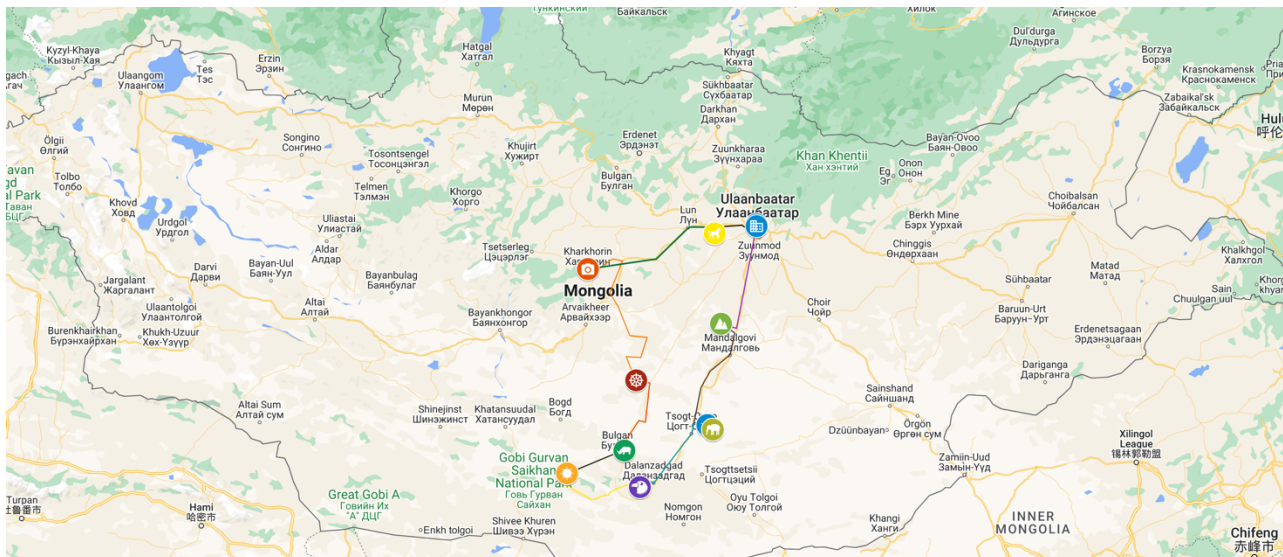 Байкальск
Кунтинский
Хилок
Агинское
Kyzyl-Khaya
Кызыл-Хая
Erzin
Эрзин
Hatgal
Хатгал
Khyagt
Кяхта
Dul'durga
Дульдурга
Borzya
Борзя
Ulaangom
Улаангом
Tes
Тэс
Sükhbaatar
Сүхбаатар
Krasnokamensk
Краснокаменск
Zabaikal'sk
Забайкальск
Murun
Мөрөн
Darkhan
Дархан
Ölgii
Өлгий
Songino
Сонгино
Khujirt
Хужирт
Erdenet
Эрдэнэт
Zuunkharaa
Зүүнхараа
Bayan-Ovoo
Баян-Овоо
Tosontsengel
Тосонцэнгэл
Bulgan
Булган
Khan Khentii
Хан хэнтий
Onon
Онон
Eg
Эг
Tolbo
Толбо
Telmen
Тэлмэн
Khorgo
Хорго
Ulaanbaatar
Улаанбаатар
Choibalsan
Чойбалсан
Khovd
Ховд
Urdgol
Урдгол
Uliastai
Улиастай
Lun
Лүн
Berkh Mine
Бэрх Уурхай
Aldar
Алдар
Tsetserleg
Цэцэрлэг
Kharkhorin
Zuunmod
Зуунмод
Chinggis
Өндөрхаан
Khalkhgol
Халхгол
Darvi
Дарви
Bayan-Uul
Баян-Уул
Bayanbulag
Баянбулаг
Matad
Матад
Jargalant
Жаргалант
Mongolia
Sühbaatar
Сүхбаатар
Sain
Chuulgan uul
Ulaantolgoi
Улаантолгой
Altai
Алтай
Bayankhongor
Баянхонгор
Arvaikheer
Арвайхээр
Choir
Чойр
Baruun-Urt
Баруун-Урт
Burenkhairkhan
Бүрэнхайрхан
Khukh-Uzuur
Хөх-Үзүүр
Mandalgovi
Мандалговь
Erdenetsagaan
Эрдэнэцагаан
Dariganga
Дарьганга
Altai Sum
Алтай сум
Shinejinst
Шинэжинст
Khatansuudal
Хатансуудал
Bogd
Богд
Sainshand
Сайншанд
Dzüünbayan
Örgön
Өргөн сум
Bulgan
Xilingol
League
锡林郭勒盟
Gobi Gurvan
Saikhan
National Park
Говь Гурван
Сайхан
Dalanzadgad
Даланзадгад
Tsogttsetsii
Цогтцэций
Zamiin-Uud
Замын-Үүд
Turpan
吐鲁番市
Hami
哈密市
Great Gobi A
Говийн Их
"А" ДЦГ
Nomgon
Номгон
Oyu Tolgoi
Оюу Толгой
Khangi
Ханги
INNER
MONGOLIA
Enkh tolgoi
Shivee Khuren
Шивээ Хүрэн
Chifeng
赤峰市